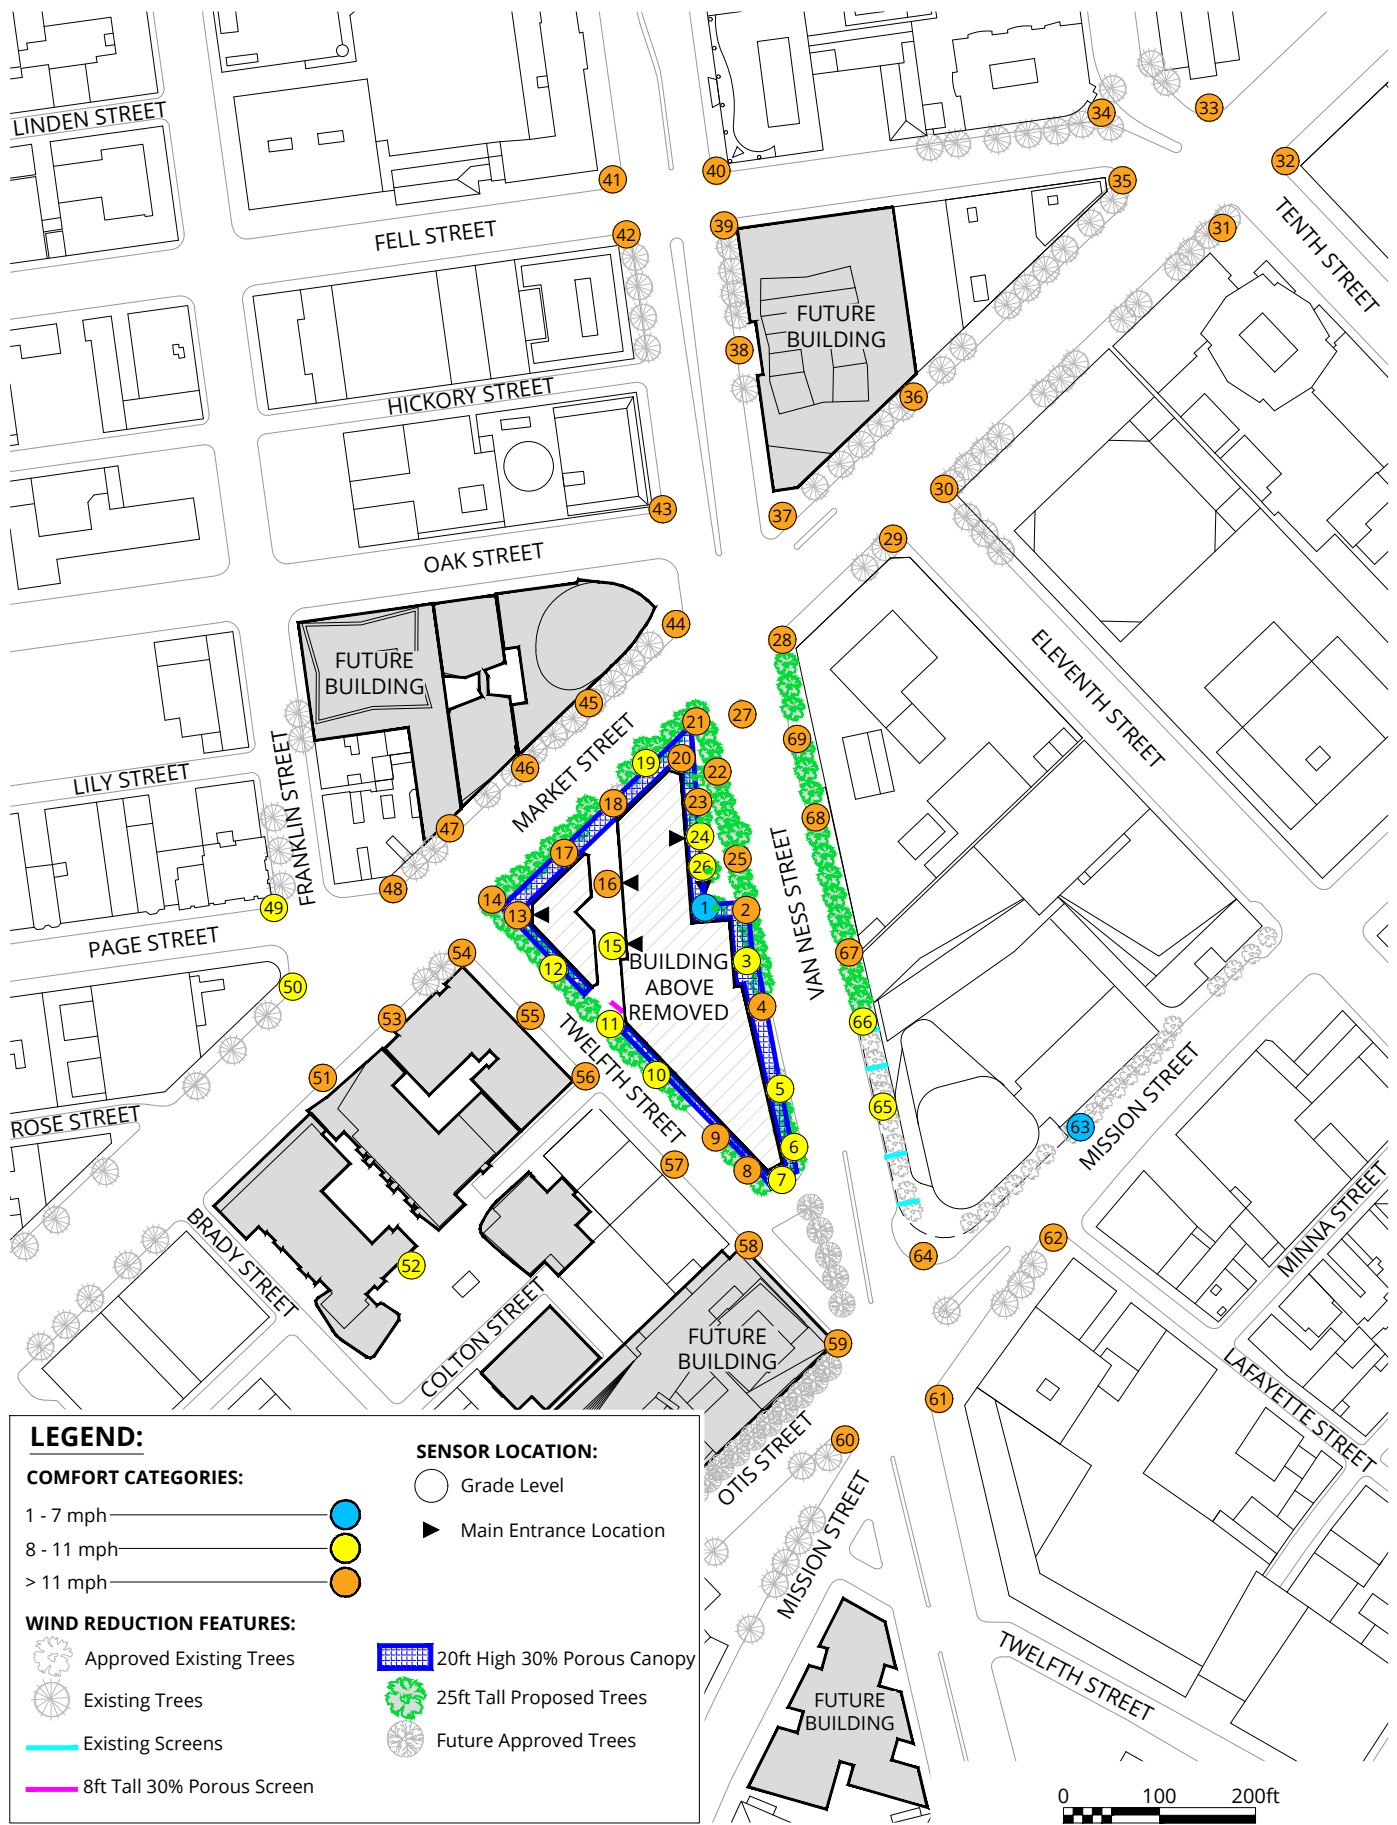 LINDEN STREET
33
34
32
40
41
35
39
42
31
FELL STREET
TENTH STREET
FUTURE
BUILDING
38
HICKORY STREET
36
30
43
37
OAK STREET
29
44
28
ELEVENTH STREET
FUTURE
BUILDING
45
27
21
MARKET STREET
69
20
19
46
22
LILY STREET
FRANKLIN STREET
18
23
68
47
24
17
25
26
VAN NESS STREET
16
48
14
49
1
2
13
PAGE STREET
15
54
67
BUILDING
ABOVE
REMOVED
3
12
50
4
55
53
66
11
TWELFTH STREET
10
56
51
5
65
ROSE STREET
63
MISSION STREET
9
6
57
8
7
BRADY STREET
62
MINNA STREET
58
64
52
COLTON STREET
FUTURE
BUILDING
59
LAFAYETTE STREET
61
60
OTIS STREET
MISSION STREET
TWELFTH STREET
FUTURE
BUILDING
LEGEND:
COMFORT CATEGORIES:
1 - 7 mph
8 - 11 mph
> 11 mph
SENSOR LOCATION:
Grade Level
Main Entrance Location
WIND REDUCTION FEATURES:
Approved Existing Trees
Existing Trees
Existing Screens
8ft Tall 30% Porous Screen
20ft High 30% Porous Canopy
25ft Tall Proposed Trees
Future Approved Trees
0 100 200ft